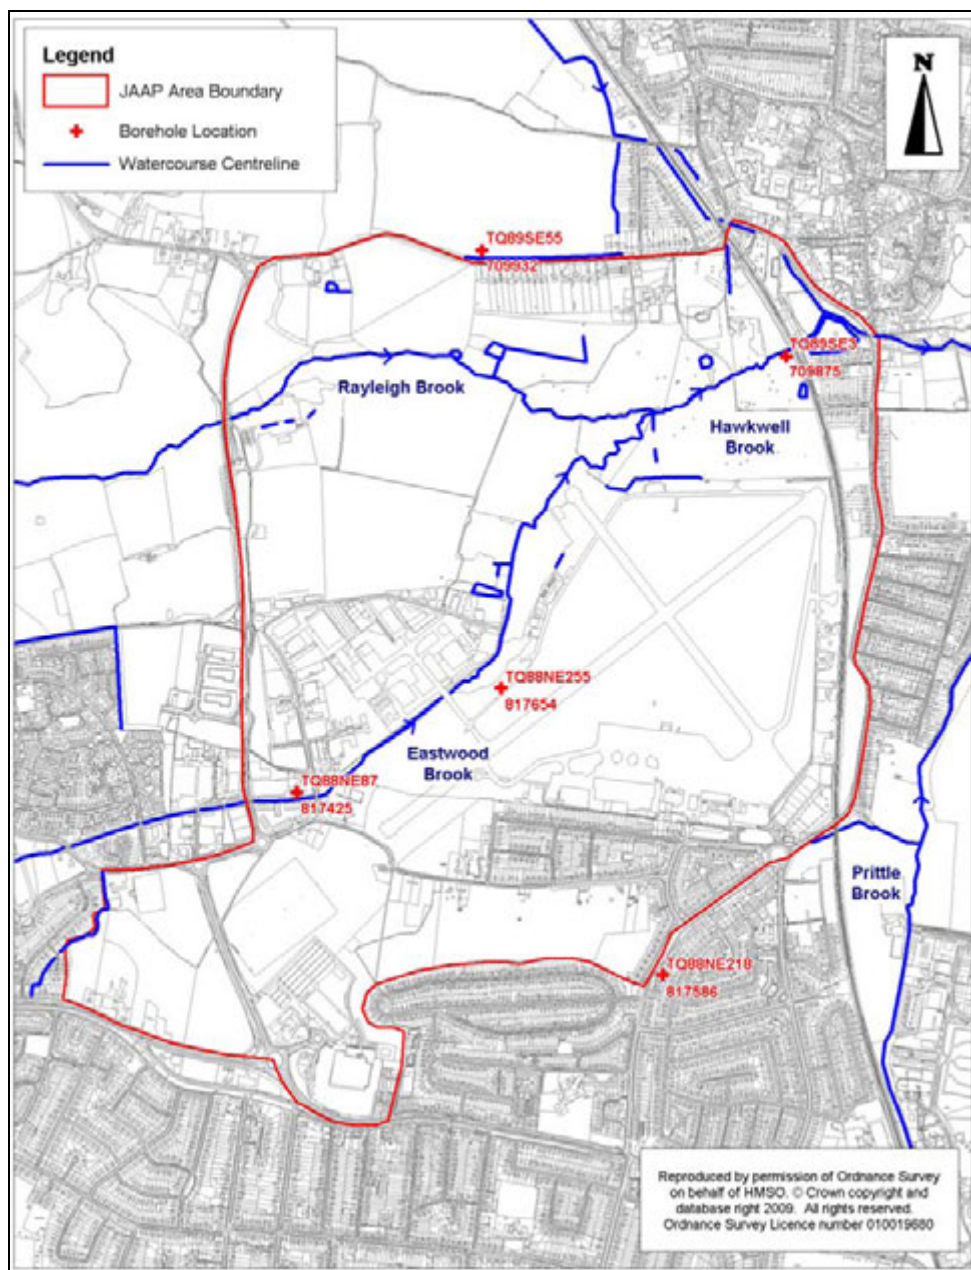 Legend
JAAP Area Boundary
Borehole Location
Watercourse Centreline
N
TQ89SE55
709932
TQ89SE3
709875
Rayleigh Brook
Hawkwell
Brook
TQ88NE255
817654
Eastwood
Brook
TQ88NE87
817425
Prittle
Brook
TQ88NE218
817586
Reproduced by permission of Ordnance Survey
on behalf of HMSO. © Crown copyright and
database right 2009. All rights reserved.
Ordnance Survey Licence number 010019680